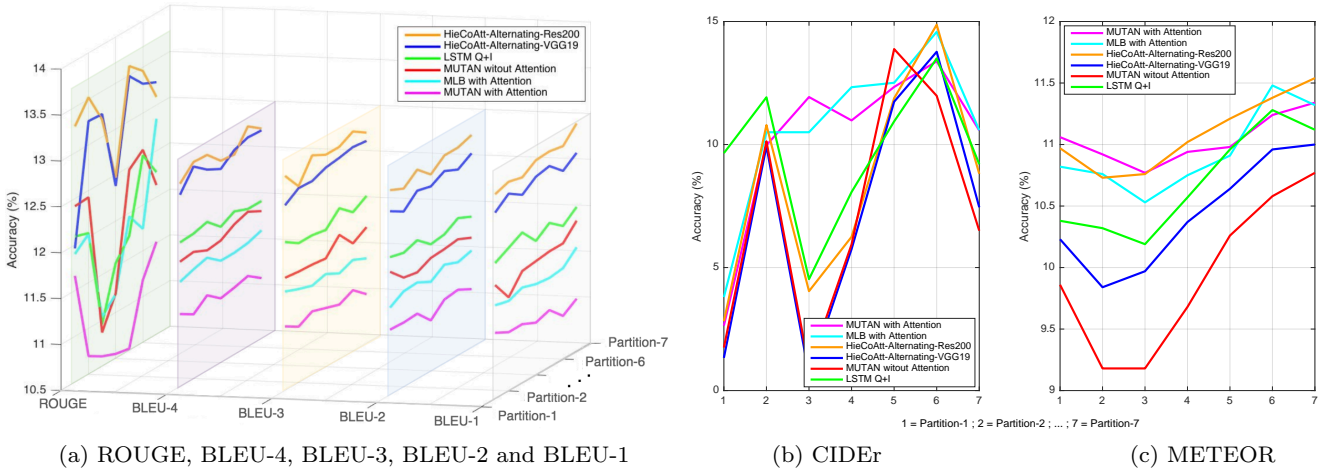 HieCoAtt-Alternating-Res200
HieCoAtt-Alternating-VGG19
LSTM Q+I
MUTAN witout Attention
MLB with Attention
MUTAN with Attention
14
13.5
13
12.5
12
11.5
11
10.5
Accuracy (%)
ROUGE
BLEU-4
BLEU-3
BLEU-2
BLEU-1
Partition-1
Partition-2
...
Partition-6
Partition-7
(a) ROUGE, BLEU-4, BLEU-3, BLEU-2 and BLEU-1
15
10
5
0
Accuracy (%)
MUTAN with Attention
MLB with Attention
HieCoAtt-Alternating-Res200
HieCoAtt-Alternating-VGG19
MUTAN witout Attention
LSTM Q+I
1 2 3 4 5 6 7
(b) CIDEr
12
11.5
11
10.5
10
9.5
9
Accuracy (%)
MUTAN with Attention
MLB with Attention
HieCoAtt-Alternating-Res200
HieCoAtt-Alternating-VGG19
MUTAN witout Attention
LSTM Q+I
1 2 3 4 5 6 7
1 = Partition-1 ; 2 = Partition-2 ; ... ; 7 = Partition-7
(c) METEOR